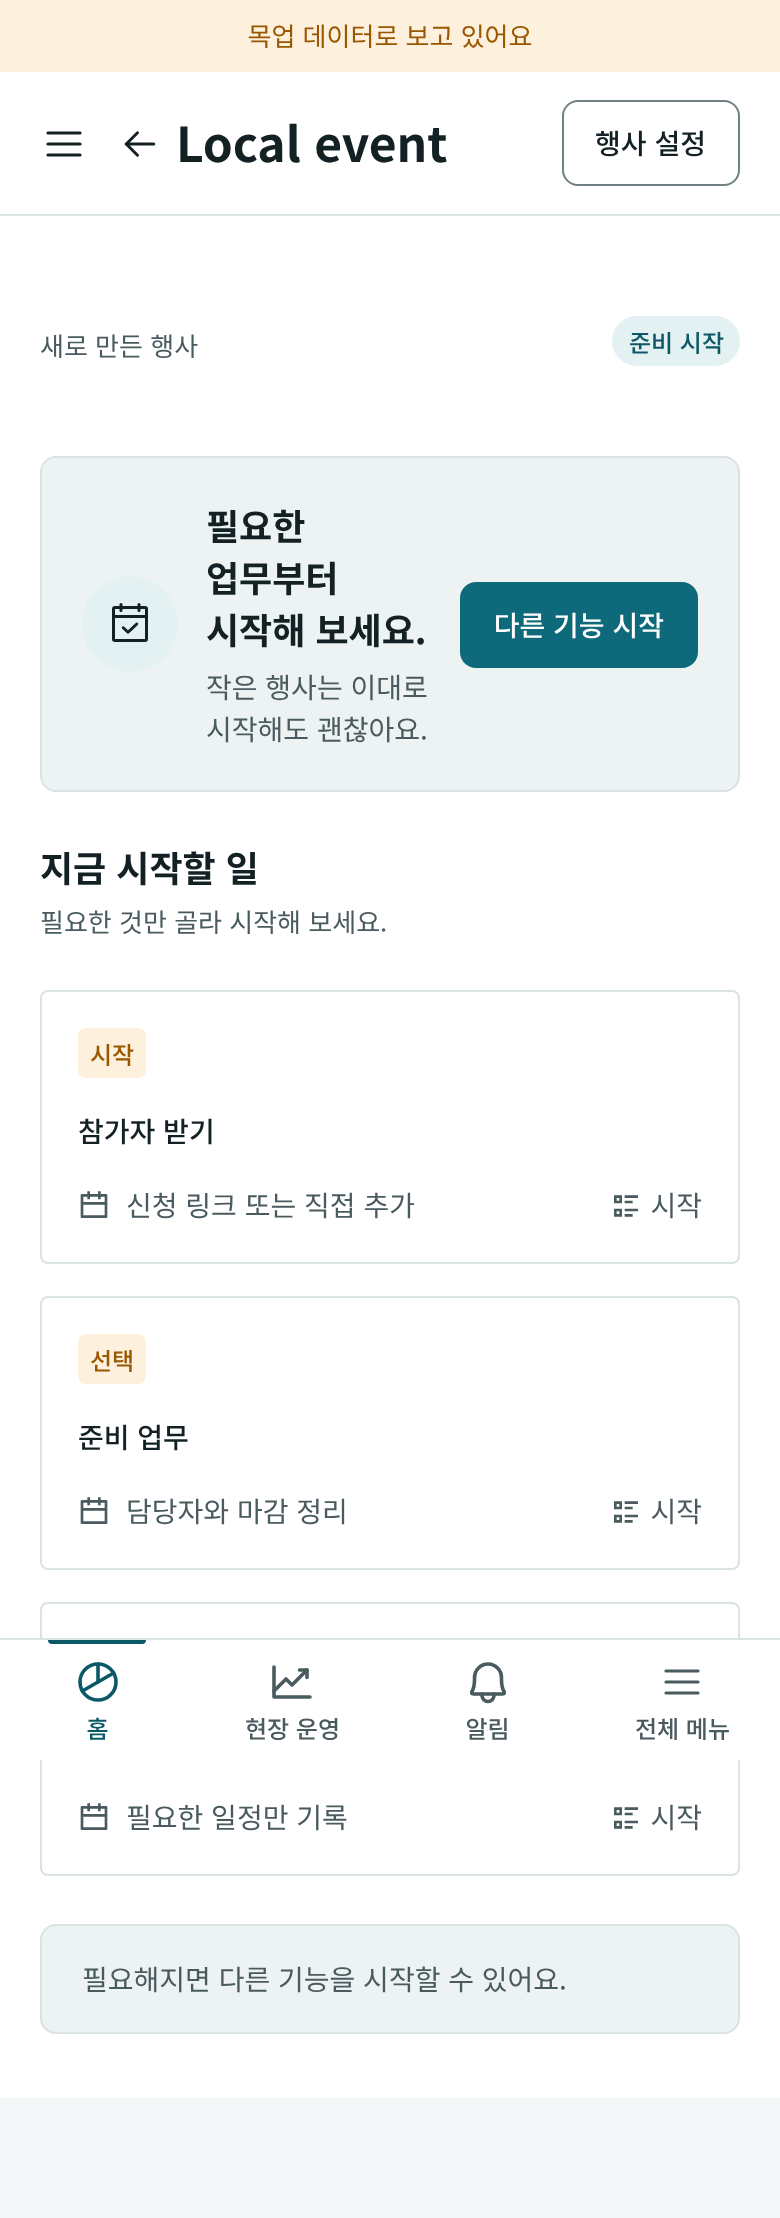 목업 데이터로 보고 있어요
Local event
행사 설정
새로 만든 행사
준비 시작
필요한
업무부터
시작해 보세요.
작은 행사는 이대로
시작해도 괜찮아요.
다른 기능 시작
지금 시작할 일
필요한 것만 골라 시작해 보세요.
시작
참가자 받기
신청 링크 또는 직접 추가
시작
선택
준비 업무
담당자와 마감 정리
시작
홈
현장 운영
알림
전체 메뉴
필요한 일정만 기록
시작
필요해지면 다른 기능을 시작할 수 있어요.